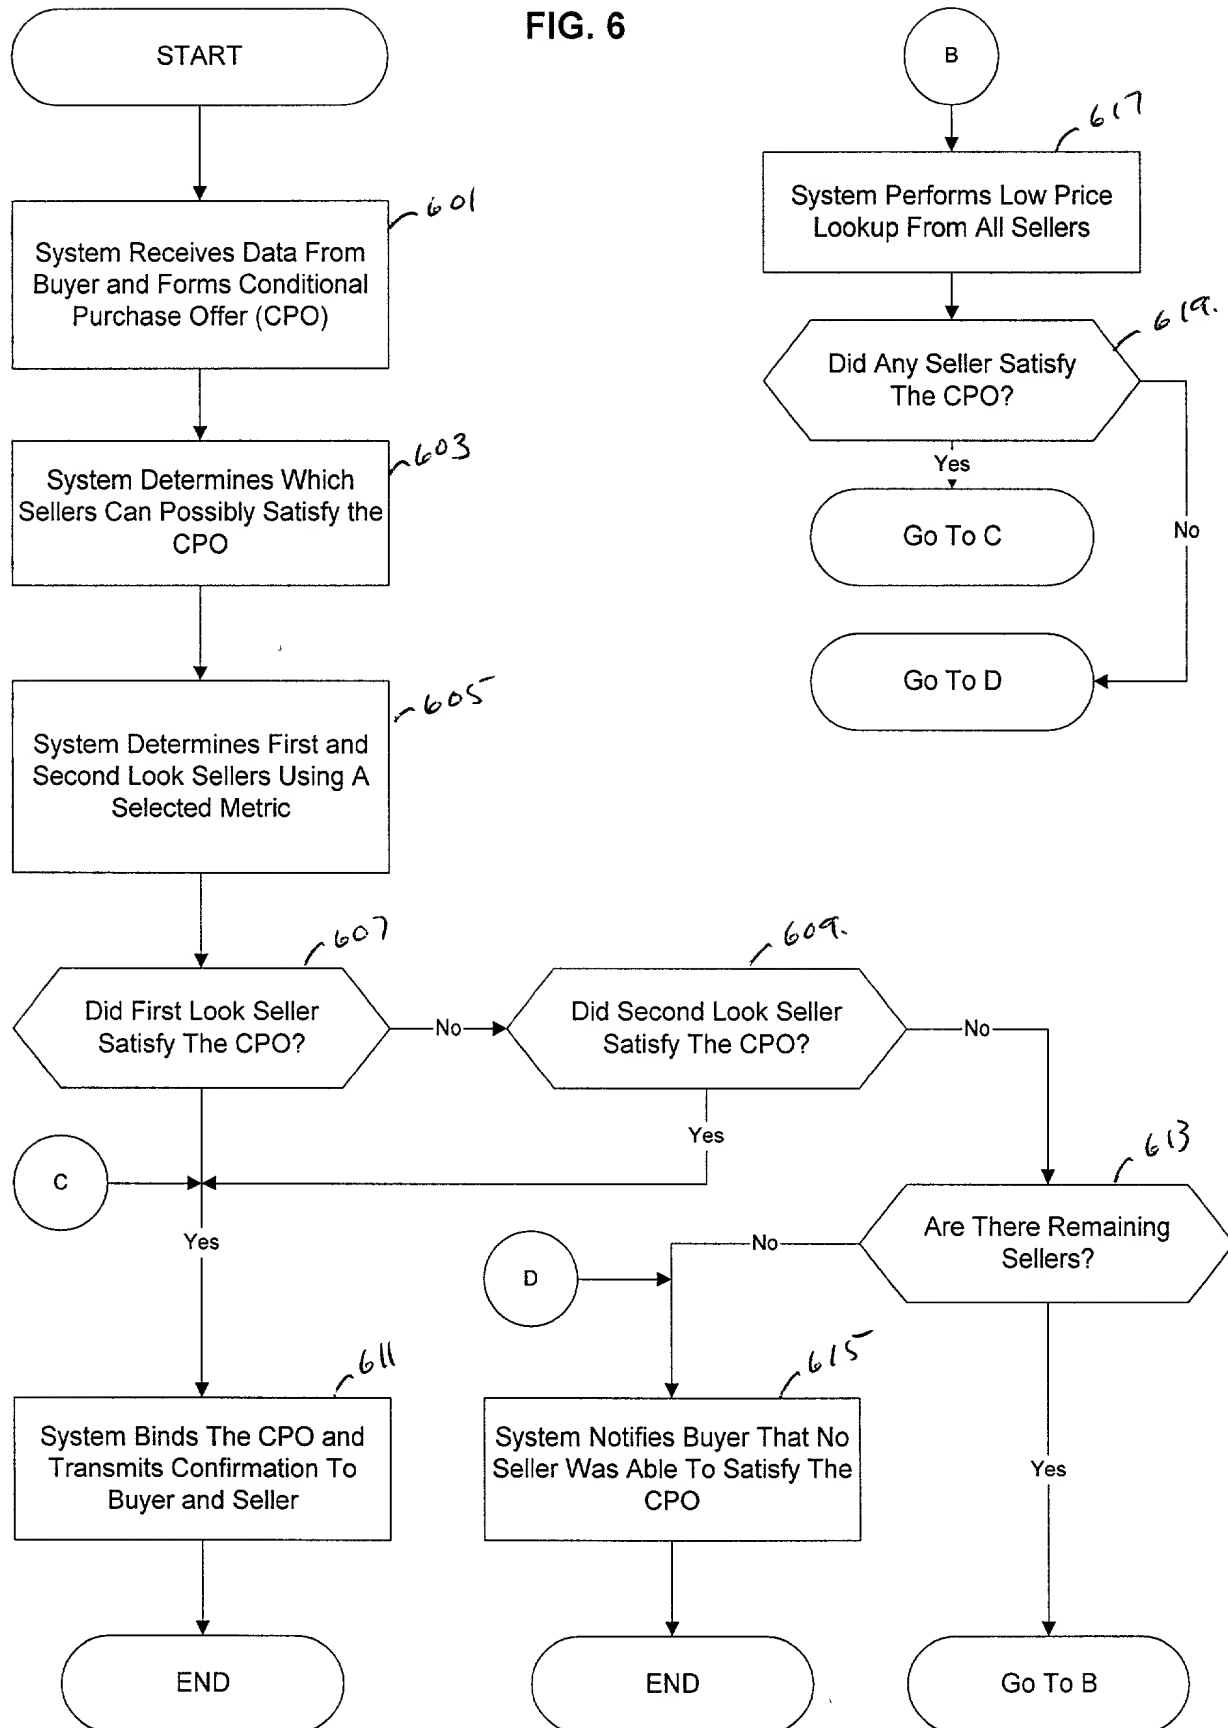 FIG. 6
START
601
System Receives Data From
Buyer and Forms Conditional
Purchase Offer (CPO)
603
System Determines Which
Sellers Can Possibly Satisfy the
CPO
605
System Determines First and
Second Look Sellers Using A
Selected Metric
607
Did First Look Seller
Satisfy The CPO?
No
609.
Did Second Look Seller
Satisfy The CPO?
No
Yes
C
Yes
613
Are There Remaining
Sellers?
No
D
Yes
611
System Binds The CPO and
Transmits Confirmation To
Buyer and Seller
END
615
System Notifies Buyer That No
Seller Was Able To Satisfy The
CPO
END
Go To B
B
617
System Performs Low Price
Lookup From All Sellers
619.
Did Any Seller Satisfy
The CPO?
Yes
No
Go To C
Go To D